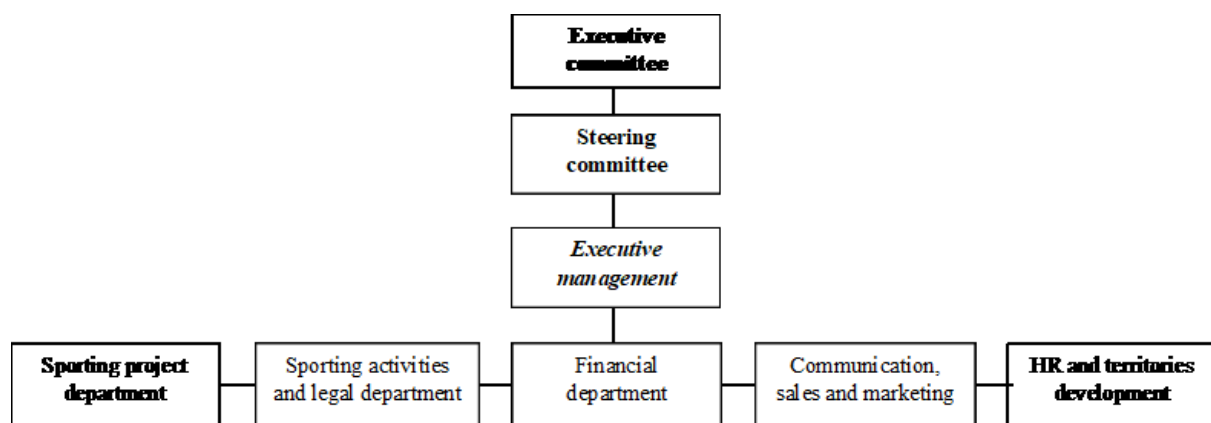 Executive
committee
Steering
committee
Executive
management
Sporting project
department
Sporting activities
and legal department
Financial
department
Communication,
sales and marketing
HR and territories
development